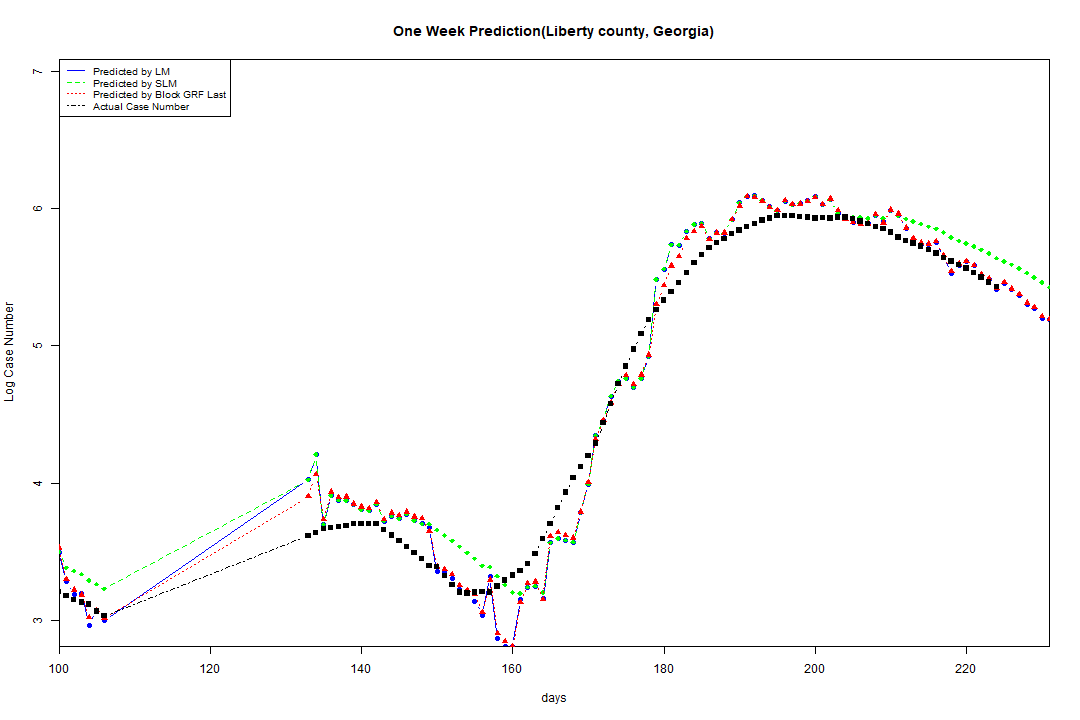 One Week Prediction(Liberty county, Georgia)
Predicted by LM
Predicted by SLM
Predicted by Block GRF Last
Actual Case Number
Log Case Number
7
6
5
4
3
100 120 140 160 180 200 220
days